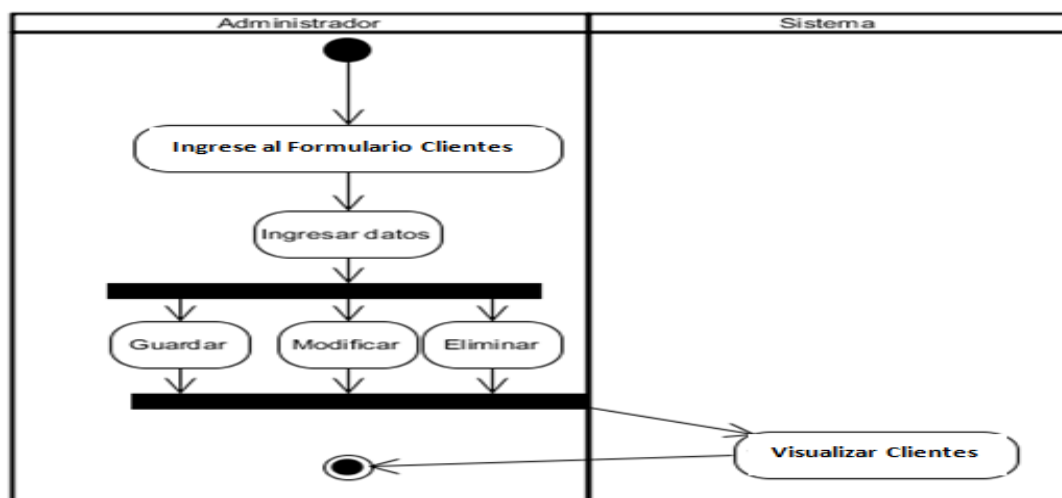 Administrador
Sistema
Ingrese al Formulario Clientes
Ingresar datos
Guardar
Modificar
Eliminar
Visualizar Clientes